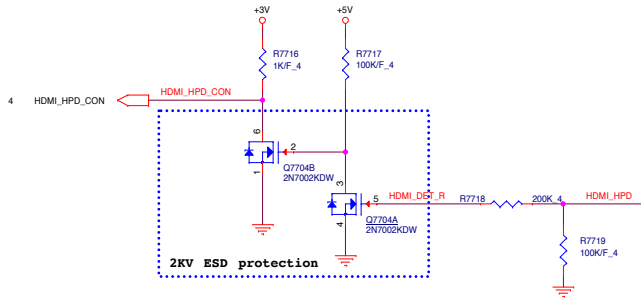 +3V
+5V
R7716
1K/F_4
R7717
100K/F_4
4 HDMI_HPD_CON
HDMI_HPD_CON
6
2
1
Q7704B
2N7002KDW
3
5
4
HDMI_DET_R
R7718
200K_4
HDMI_HPD
Q7704A
2N7002KDW
R7719
100K/F_4
2KV ESD protection